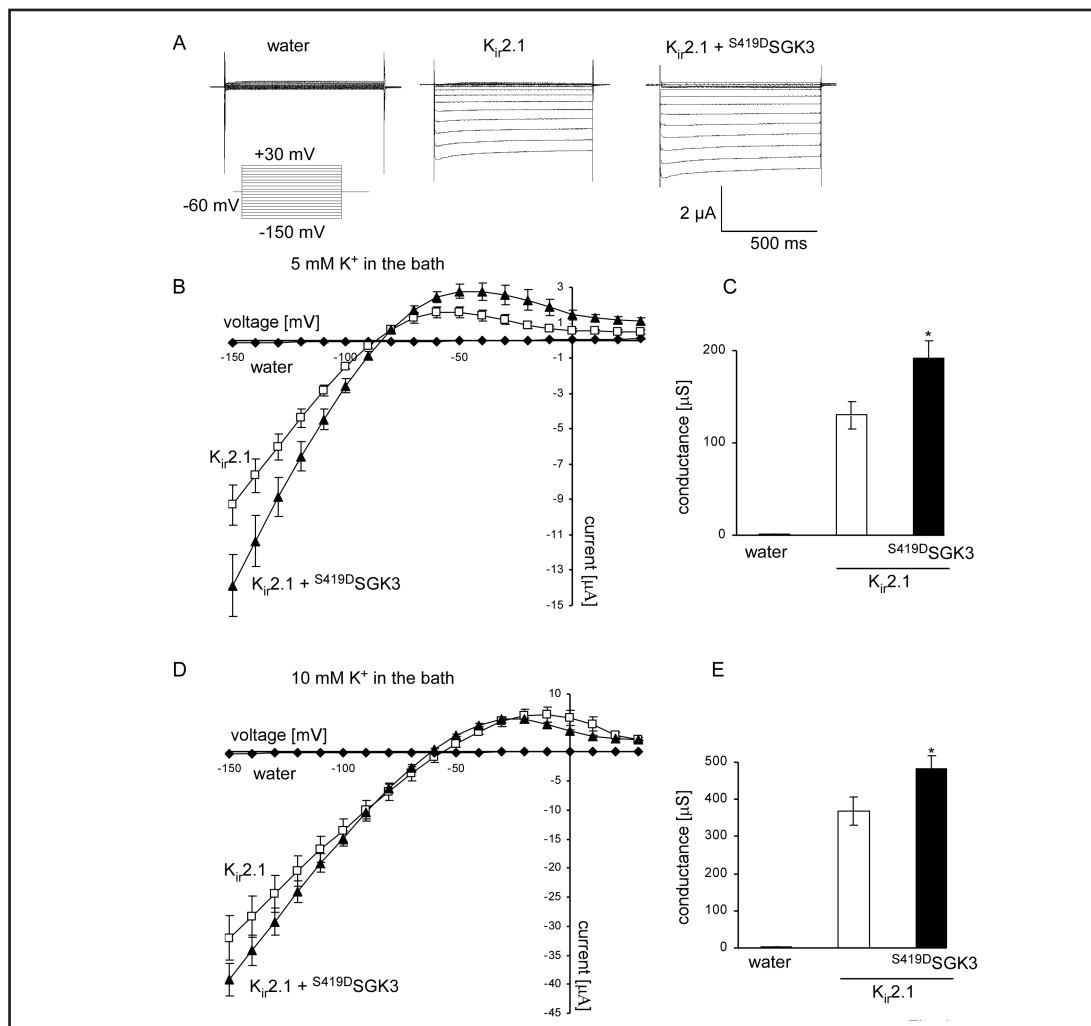 A
water
Kir2.1
Kir2.1 + S419DSGK3
+30 mV
-60 mV
-150 mV
2 µA
500 ms
5 mM K+ in the bath
B
voltage [mV]
-150
-100
-50
water
Kir2.1
Kir2.1 + S419DSGK3
3
1
-1
-3
-5
-7
-9
-11
-13
-15
current [µA]
C
conductance [µS]
200
100
0
*
water
S419DSGK3
Kir2.1
D
10 mM K+ in the bath
voltage [mV]
-150
-100
-50
water
Kir2.1
Kir2.1 + S419DSGK3
10
-5
-10
-15
-20
-25
-30
-35
-40
-45
current [µA]
E
conductance [µS]
500
400
300
200
100
0
*
water
S419DSGK3
Kir2.1